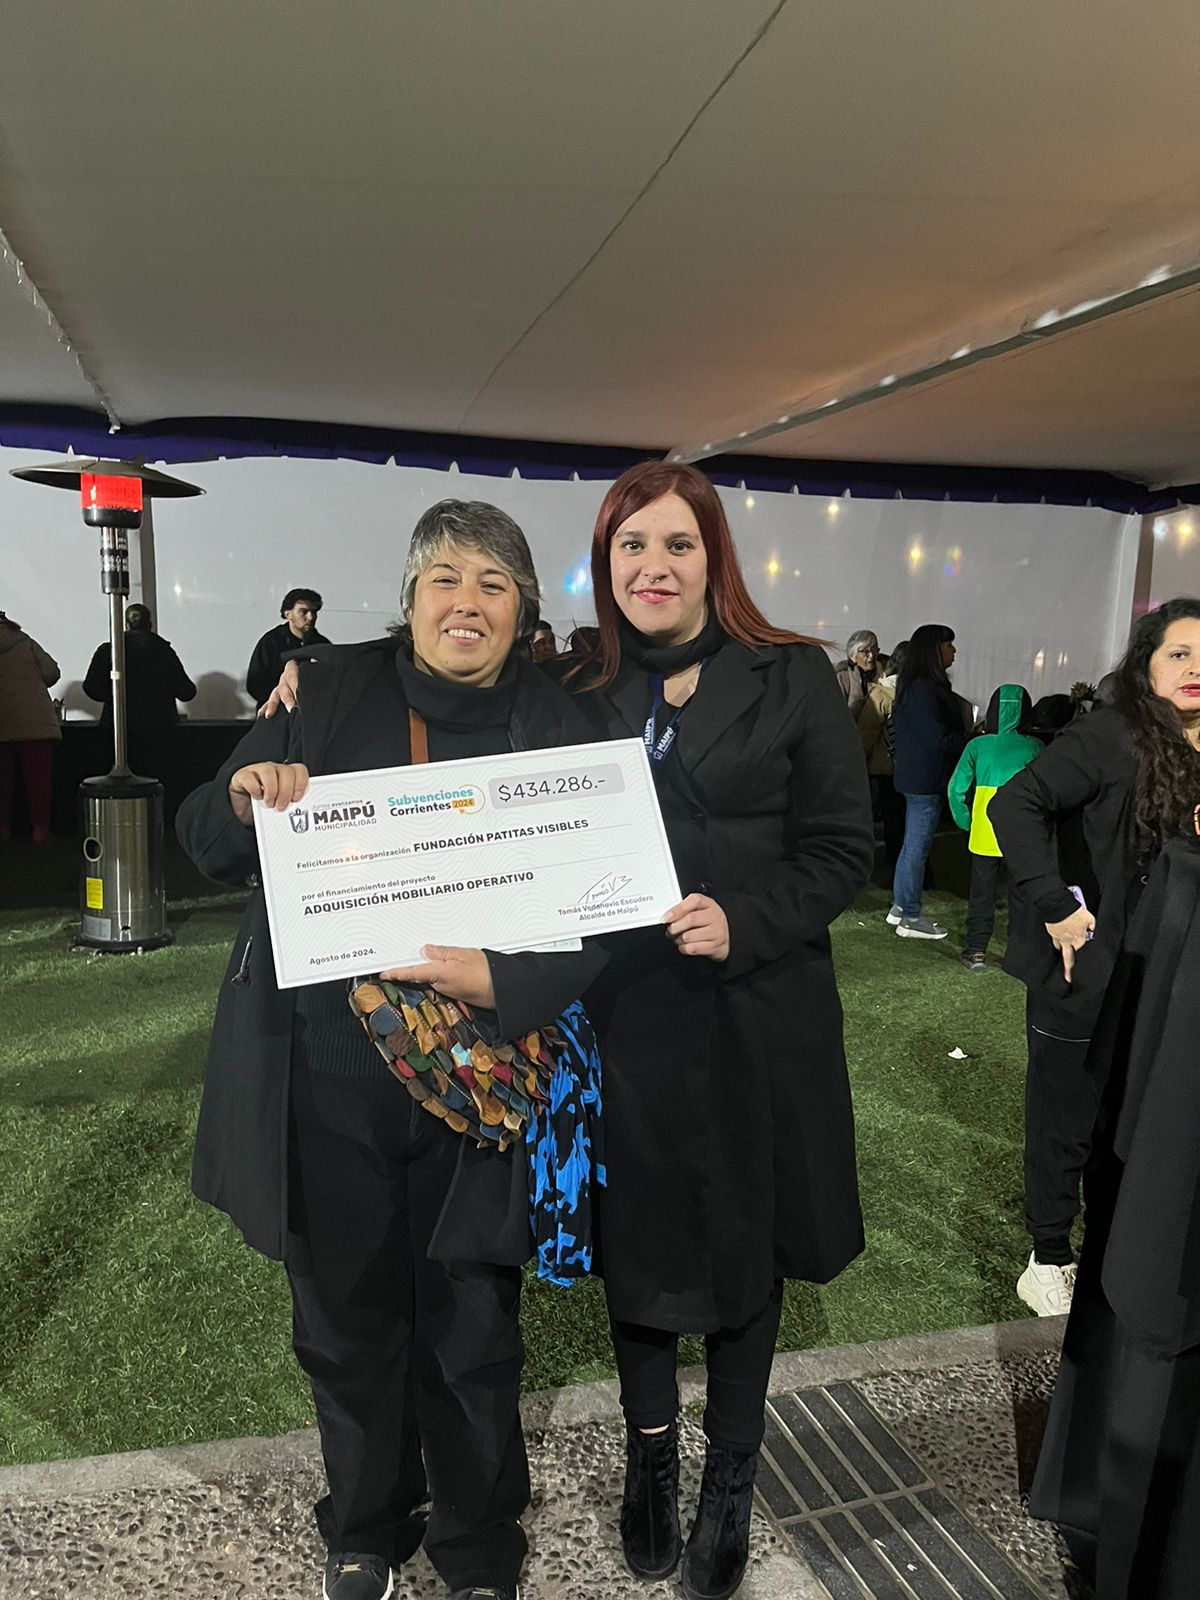 Juntos avanzamos
MAIPÚ
MUNICIPALIDAD
Subvenciones
Corrientes 2024
$434.286.-
Felicitamos a la organización FUNDACIÓN PATITAS VISIBLES
por el financiamiento del proyecto
ADQUISICIÓN MOBILIARIO OPERATIVO
Tomás Vodanovic Escudero
Alcalde de Maipú
Agosto de 2024.
MAIPÚ
MAIPÚ